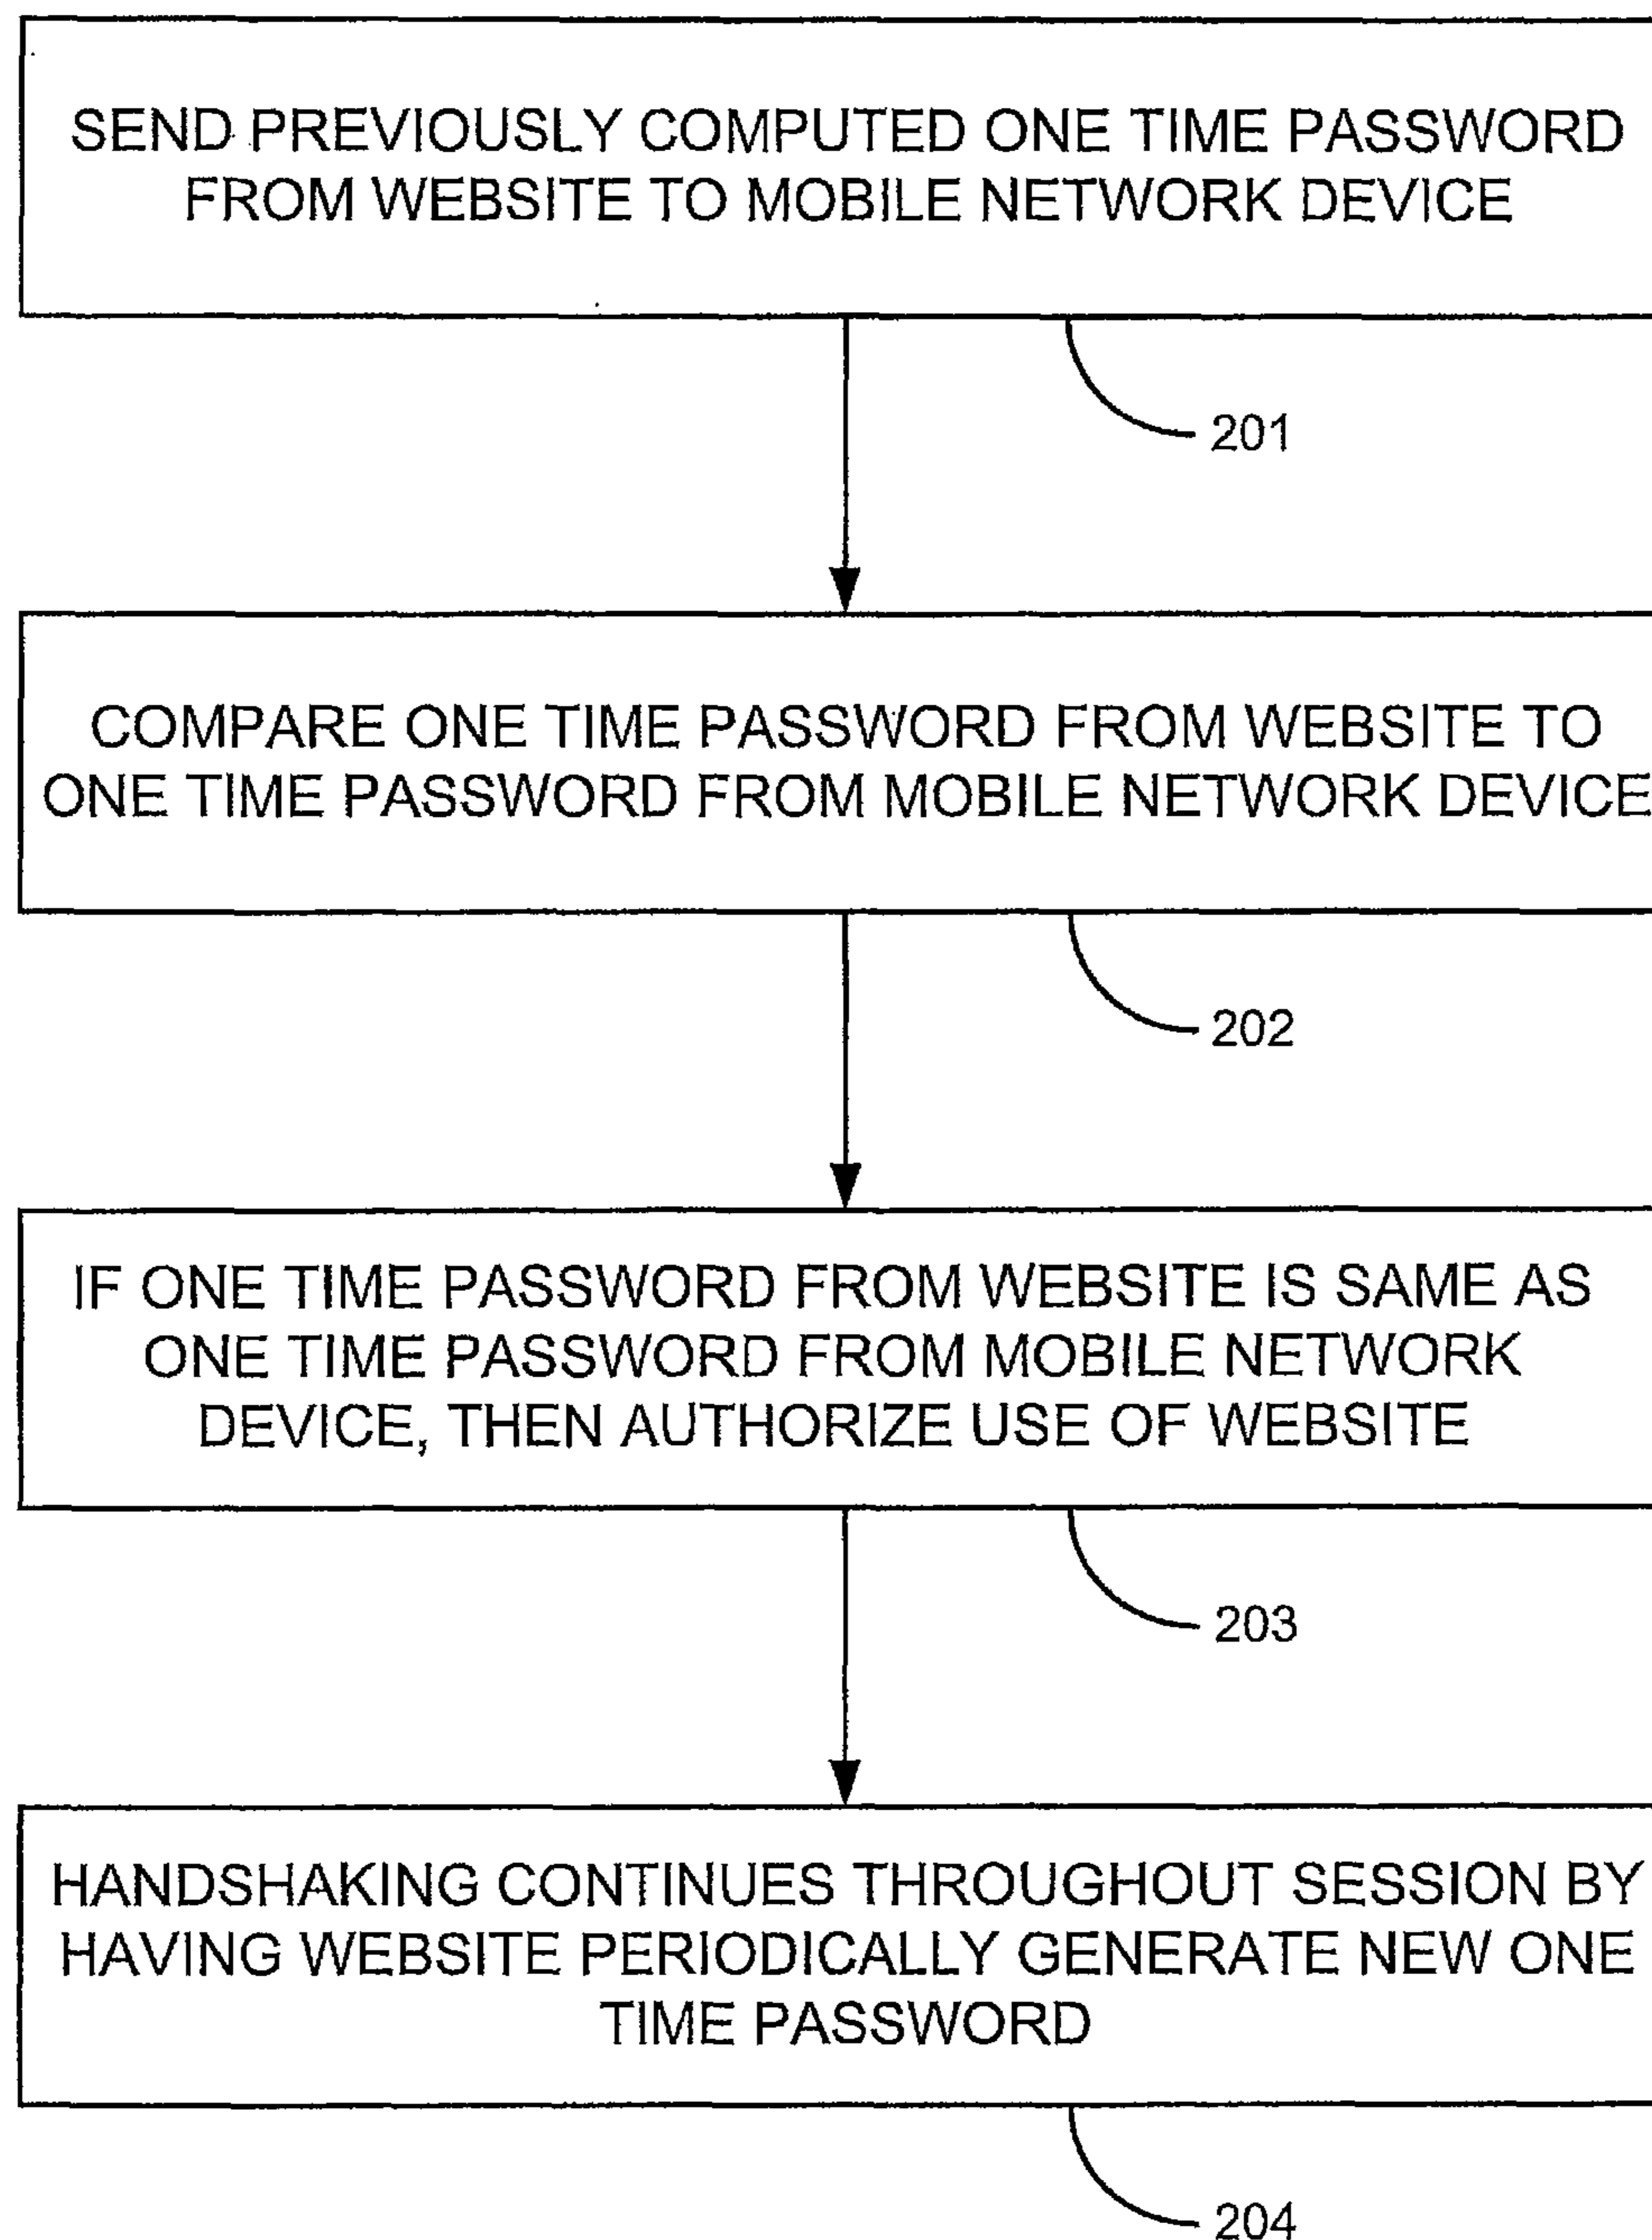 SEND PREVIOUSLY COMPUTED ONE TIME PASSWORD
FROM WEBSITE TO MOBILE NETWORK DEVICE
201
COMPARE ONE TIME PASSWORD FROM WEBSITE TO
ONE TIME PASSWORD FROM MOBILE NETWORK DEVICE
202
IF ONE TIME PASSWORD FROM WEBSITE IS SAME AS
ONE TIME PASSWORD FROM MOBILE NETWORK
DEVICE, THEN AUTHORIZE USE OF WEBSITE
203
HANDSHAKING CONTINUES THROUGHOUT SESSION BY
HAVING WEBSITE PERIODICALLY GENERATE NEW ONE
TIME PASSWORD
204